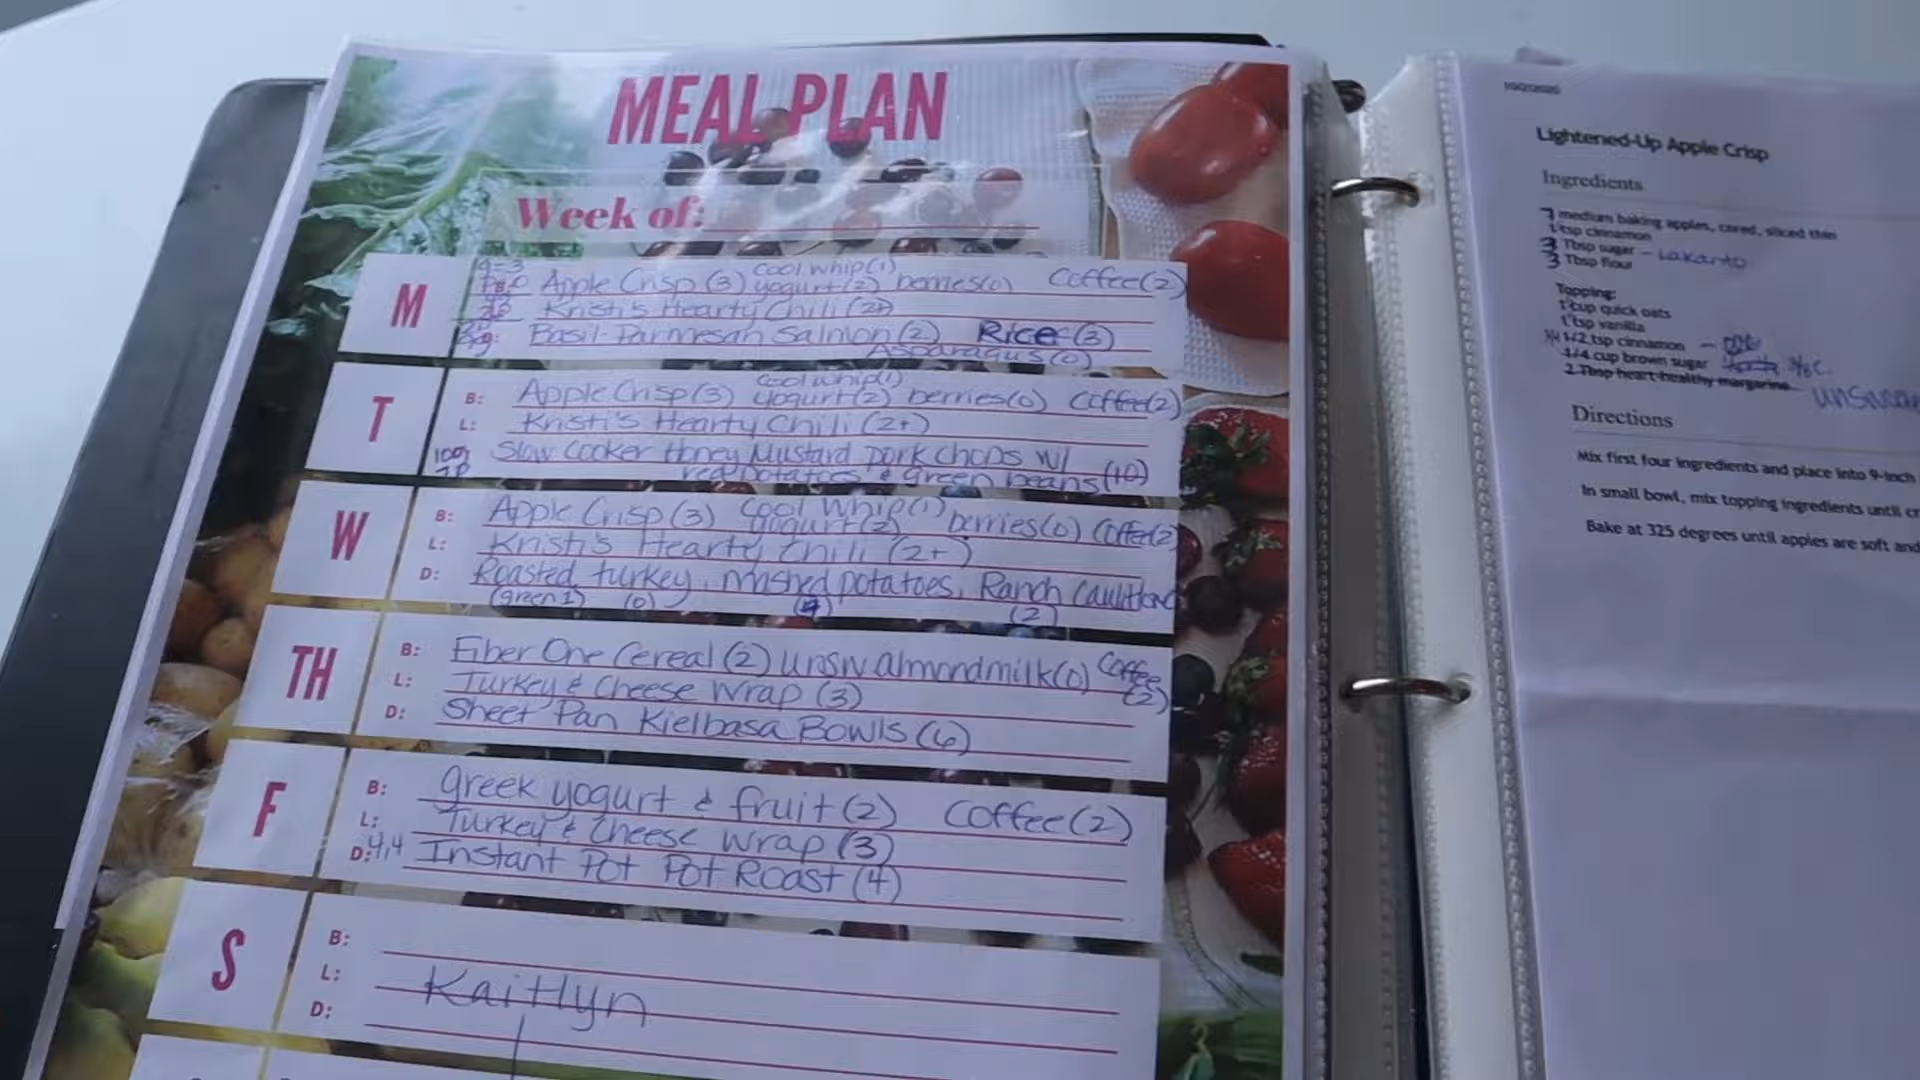 MEAL PLAN
Week of:
M
Cool whip(1)
Apple Crisp (3) yogurt(2) berries(0) Coffee(2)
Kristi's Hearty Chili (2+)
Basil-Parmesan Salmon (2) Rice (3)
Asparagus (0)
T
cool whip(1)
B: Apple Crisp (3) yogurt(2) berries(0) Coffee(2)
L: Kristi's Hearty Chili (2+)
Slow Cooker Honey Mustard pork chops w/
red potatoes & green beans (10)
W
B: Apple Crisp (3) Cool Whip(1) berries(0) Coffee(2
yogurt(2)
L: Kristi's Hearty Chili (2+)
D: Roasted turkey, mashed potatoes, Ranch
(green 1) (0) (2)
TH
B: Fiber One Cereal (2) unsw almondmilk(0) Coffee
(2)
L: Turkey & Cheese Wrap (3)
D: Sheet Pan Kielbasa Bowls (6)
F
B: Greek yogurt & fruit (2) Coffee (2)
L: Turkey & Cheese Wrap (3)
D: 4,4 Instant Pot Pot Roast (4)
S
B:
L: Kaitlyn
D:
Lightened-Up Apple Crisp
Ingredients
7 medium baking apples, cored, sliced thin
1 tsp cinnamon
3 Tbsp sugar - Lakanto
3 Tbsp flour
Topping:
1 cup quick oats
1 tsp vanilla
1/2 tsp cinnamon
1/4 cup brown sugar
2 Tbsp heart-healthy margarine
Directions
Mix first four ingredients and place into 9-inch
In small bowl, mix topping ingredients until
Bake at 325 degrees until apples are soft and